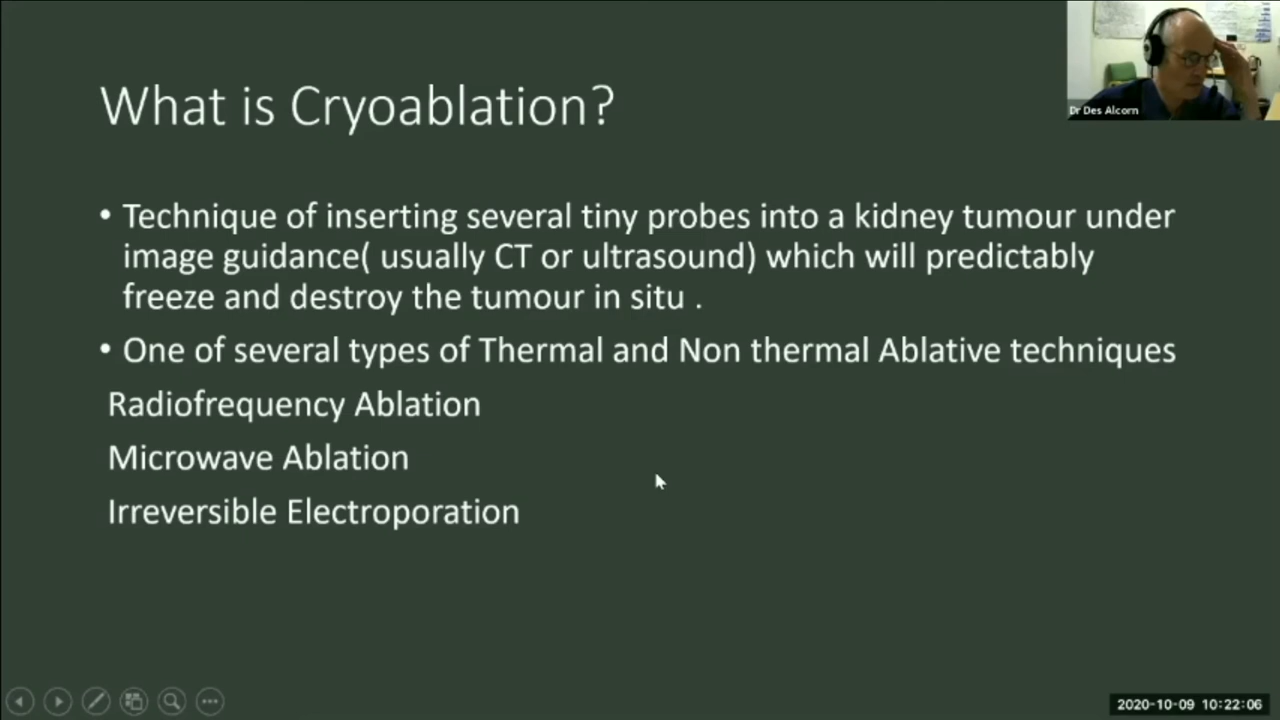 What is Cryoablation?
Dr Des Alcorn
• Technique of inserting several tiny probes into a kidney tumour under
image guidance( usually CT or ultrasound) which will predictably
freeze and destroy the tumour in situ .
• One of several types of Thermal and Non thermal Ablative techniques
Radiofrequency Ablation
Microwave Ablation
Irreversible Electroporation
2020-10-09 10:22:06